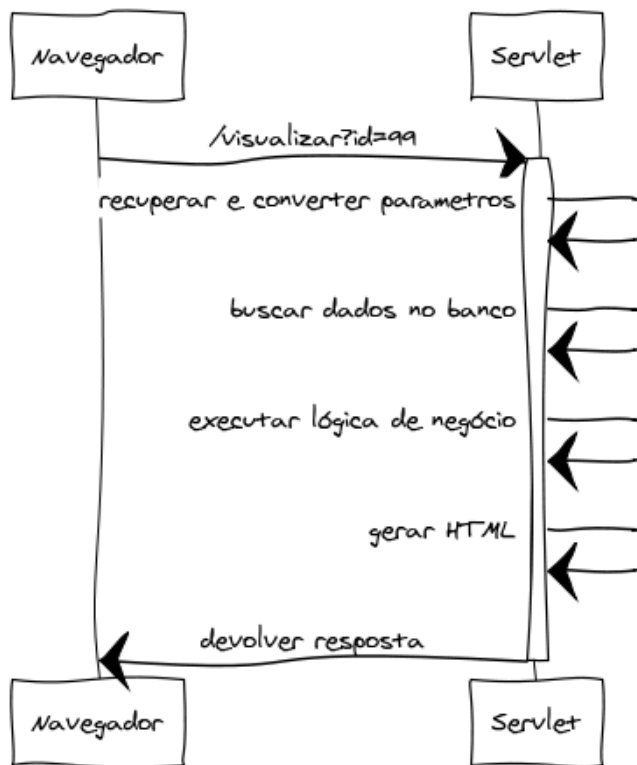 Navegador
Servlet
/visualizar?id=99
recuperar e converter parametros
buscar dados no banco
executar lógica de negócio
gerar HTML
devolver resposta
Navegador
Servlet